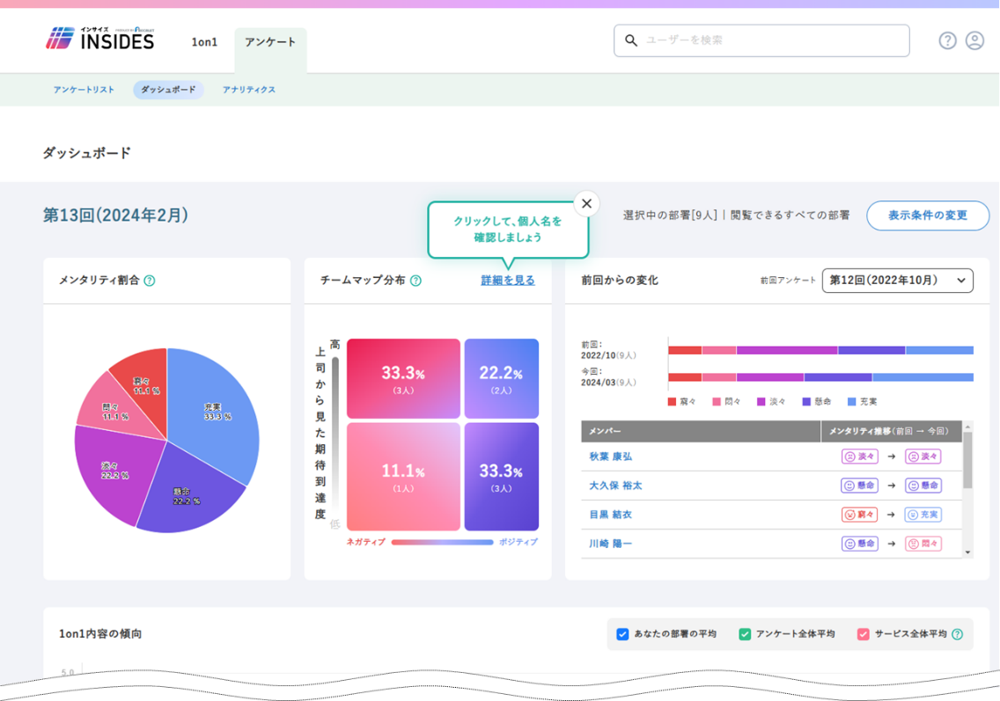 インサイズ
INSIDES
1on1
アンケート
ユーザーを検索
アンケートリスト
ダッシュボード
アナリティクス
ダッシュボード
第13回(2024年2月)
クリックして、個人名を
確認しましょう
選択中の部署[9人]｜閲覧できるすべての部署
表示条件の変更
メンタリティ割合
窮々
11.1 %
悶々
11.1 %
淡々
22.2 %
懸命
22.2 %
充実
33.3 %
チームマップ分布
詳細を見る
高
上司から見た期待到達度
低
33.3%
(3人)
22.2%
(2人)
11.1%
(1人)
33.3%
(3人)
ネガティブ
ポジティブ
前回からの変化
前回アンケート
第12回(2022年10月)
前回:
2022/10(9人)
今回:
2024/03(9人)
窮々
悶々
淡々
懸命
充実
メンバー
メンタリティ推移(前回 → 今回)
秋葉 康弘 淡々 → 淡々
大久保 裕太 懸命 → 懸命
目黒 結衣 窮々 → 充実
川崎 陽一 懸命 → 悶々
1on1内容の傾向
あなたの部署の平均
アンケート全体平均
サービス全体平均
5.0